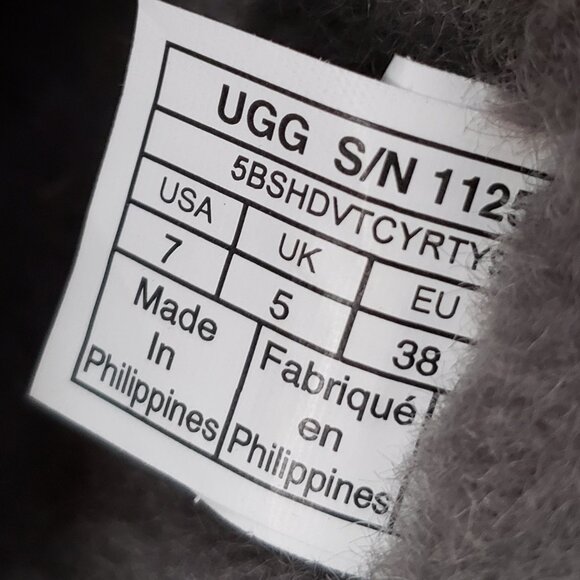 UGG S/N 1125
5BSHDVTCYRTY
USA UK EU
7 5 38
Made
In
Philippines
Fabriqué
en
Philippines